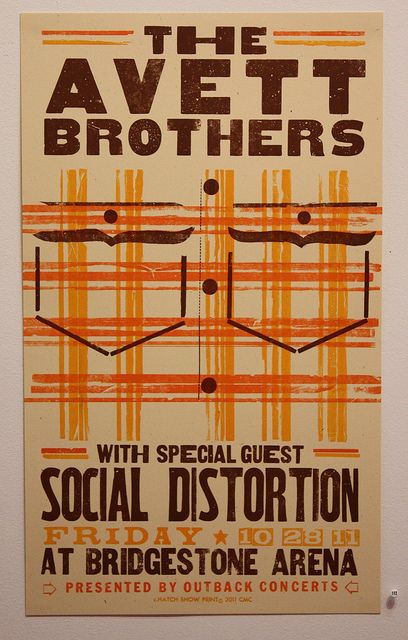 THE
AVETT
BROTHERS
WITH SPECIAL GUEST
SOCIAL DISTORTION
FRIDAY ★ 10 28 11
AT BRIDGESTONE ARENA
PRESENTED BY OUTBACK CONCERTS
HATCH SHOW PRINT © 2011 CMC